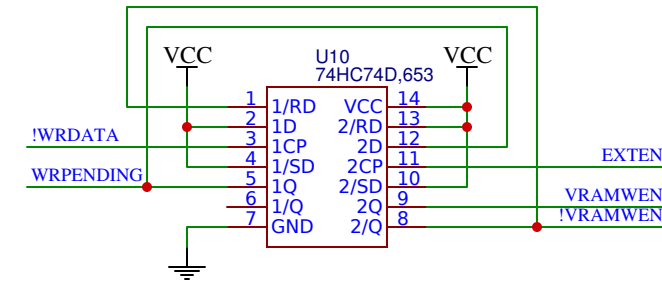 VCC
U10
VCC
74HC74D,653
1 1/RD VCC 14
2 1D 2/RD 13
!WRDATA 3 1CP 2D 12
4 1/SD 2CP 11 EXTEN
WRPENDING 5 1Q 2/SD 10
6 1/Q 2Q 9 VRAMWEN
7 GND 2/Q 8 !VRAMWEN